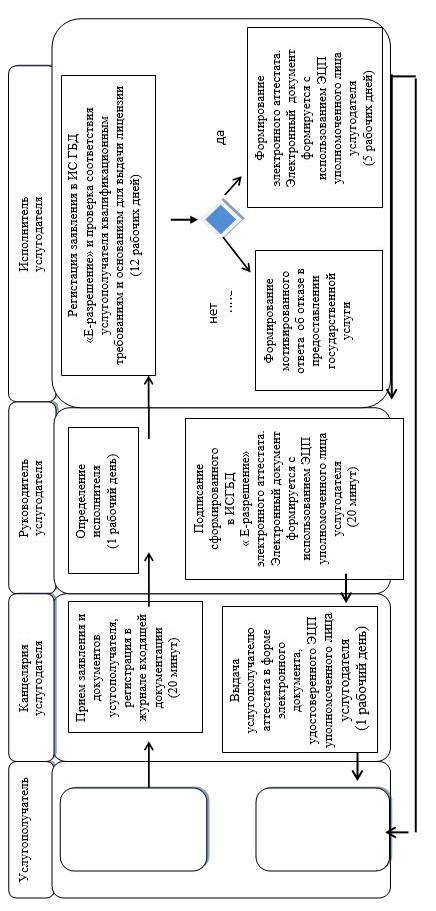 Услугополучатель
Канцелярия
услугодателя
Руководитель
услугодателя
Исполнитель
услугодателя
Прием заявления и
документов
усугополучателя,
регистрация в
журнале входящей
документации
(20 минут)
Определение
исполнителя
(1 рабочий день)
Регистация заявления в ИС ГБД
«Е-разрешение» и проверка соответствия
услугополучателя квалификационным
требованиям и основаниям для выдачи лицензии
(12 рабочих дней)
нет
да
Формирование
мотивированного
ответа об отказе в
предоставлении
государственной
услуги
Формирование
электронного аттестата.
Электронный документ
формируется с
использованием ЭЦП
уполномоченного лица
услугодателя
(5 рабочих дней)
Подписание
сформированного
в ИСГБД
« Е-разрешение»
электронного аттестата.
Электронный документ
формируется с
использованием ЭЦП
уполномоченного лица
услугодателя
(20 минут)
Выдача
услугополучателю
аттестата в форме
электронного
документа,
удостоверенного ЭЦП
уполномоченного лица
услугодателя
(1 рабочий день)